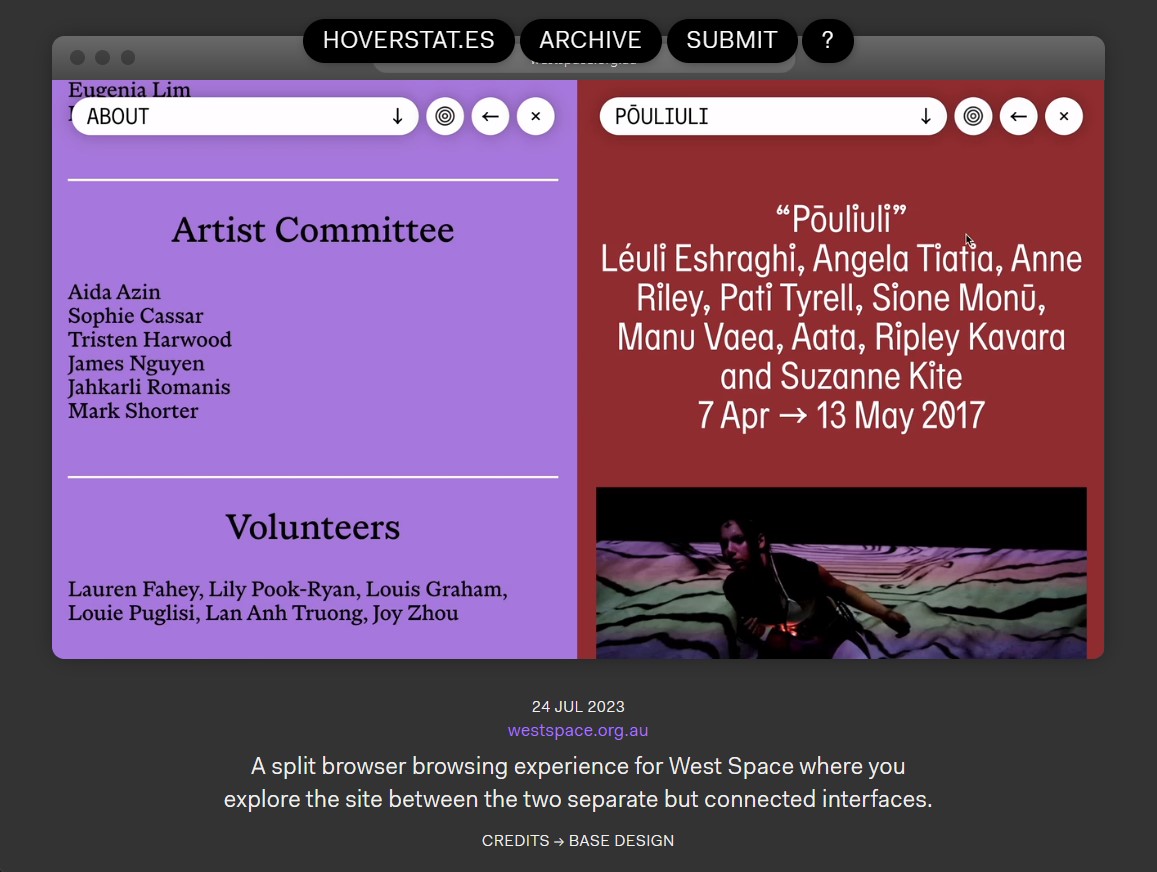 HOVERSTAT.ES ARCHIVE SUBMIT ?
westspace.org.au
Eugenia Lim
ABOUT ↓ ← ×
Artist Committee
Aida Azin
Sophie Cassar
Tristen Harwood
James Nguyen
Jahkarli Romanis
Mark Shorter
Volunteers
Lauren Fahey, Lily Pook-Ryan, Louis Graham,
Louie Puglisi, Lan Anh Truong, Joy Zhou
PŌULIULI ↓ ← ×
“Pōuliuli”
Léuli Eshraghi, Angela Tiatia, Anne
Riley, Pati Tyrell, Sione Monū,
Manu Vaea, Aata, Ripley Kavara
and Suzanne Kite
7 Apr → 13 May 2017
24 JUL 2023
westspace.org.au
A split browser browsing experience for West Space where you
explore the site between the two separate but connected interfaces.
CREDITS → BASE DESIGN